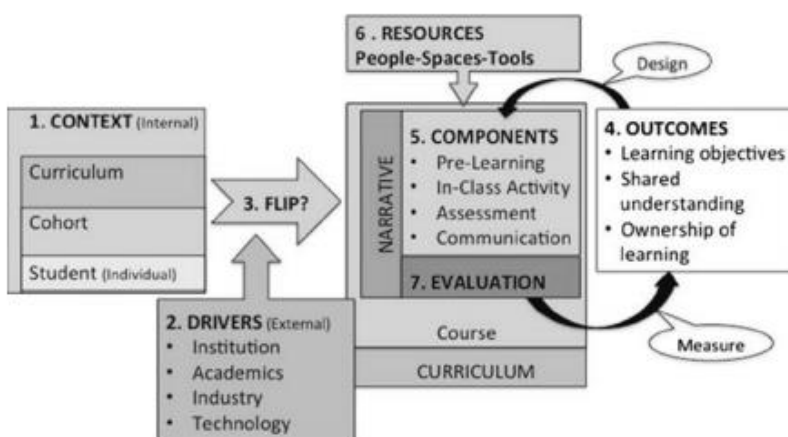 6 . RESOURCES
People-Spaces-Tools
Design
1. CONTEXT (Internal)
Curriculum
Cohort
Student (Individual)
3. FLIP?
2. DRIVERS (External)
• Institution
• Academics
• Industry
• Technology
NARRATIVE
5. COMPONENTS
• Pre-Learning
• In-Class Activity
• Assessment
• Communication
7. EVALUATION
Course
CURRICULUM
4. OUTCOMES
• Learning objectives
• Shared
understanding
• Ownership of
learning
Measure